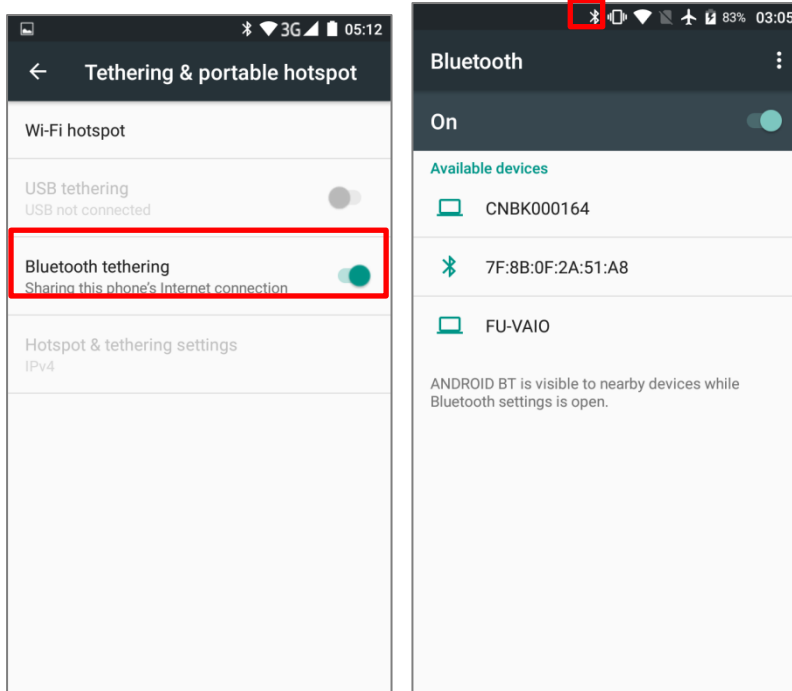 3G 05:12
Tethering & portable hotspot
Wi-Fi hotspot
USB tethering
USB not connected
Bluetooth tethering
Sharing this phone's Internet connection
Hotspot & tethering settings
IPv4
83% 03:05
Bluetooth
On
Available devices
CNBK000164
7F:8B:0F:2A:51:A8
FU-VAIO
ANDROID BT is visible to nearby devices while
Bluetooth settings is open.